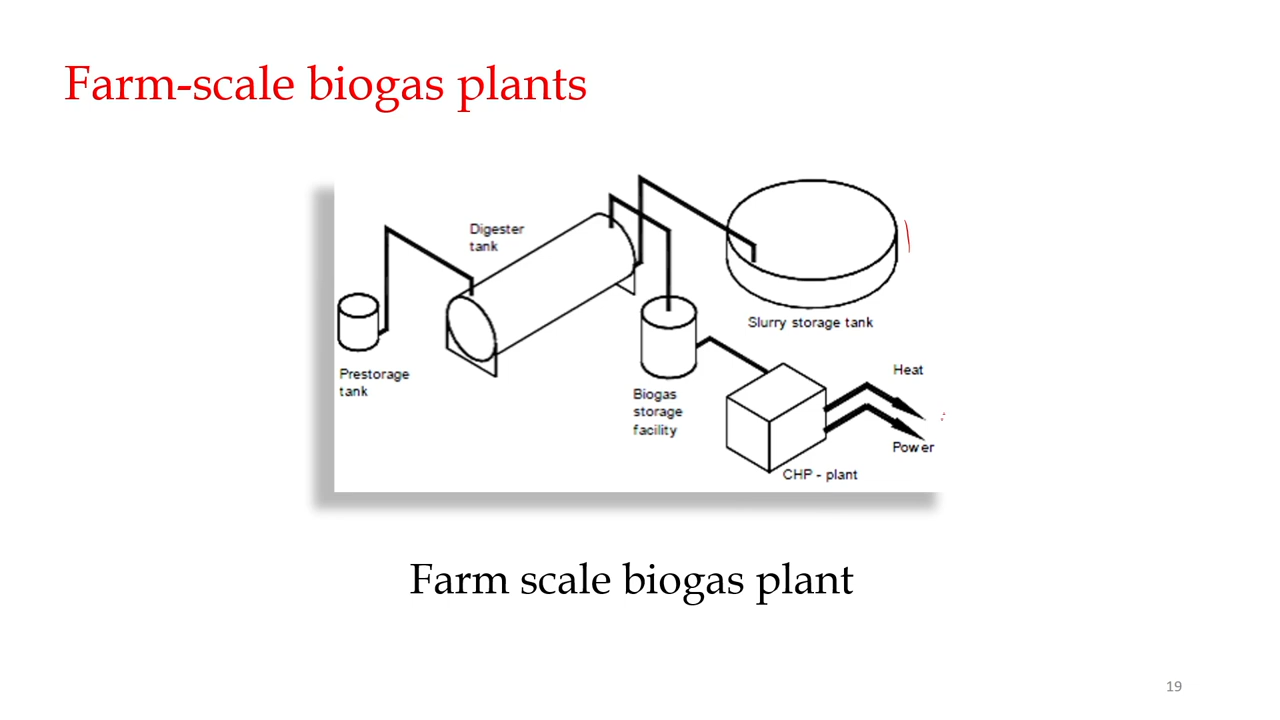 Farm-scale biogas plants
Digester
tank
Prestorage
tank
Slurry storage tank
Biogas
storage
facility
Heat
Power
CHP - plant
Farm scale biogas plant
19